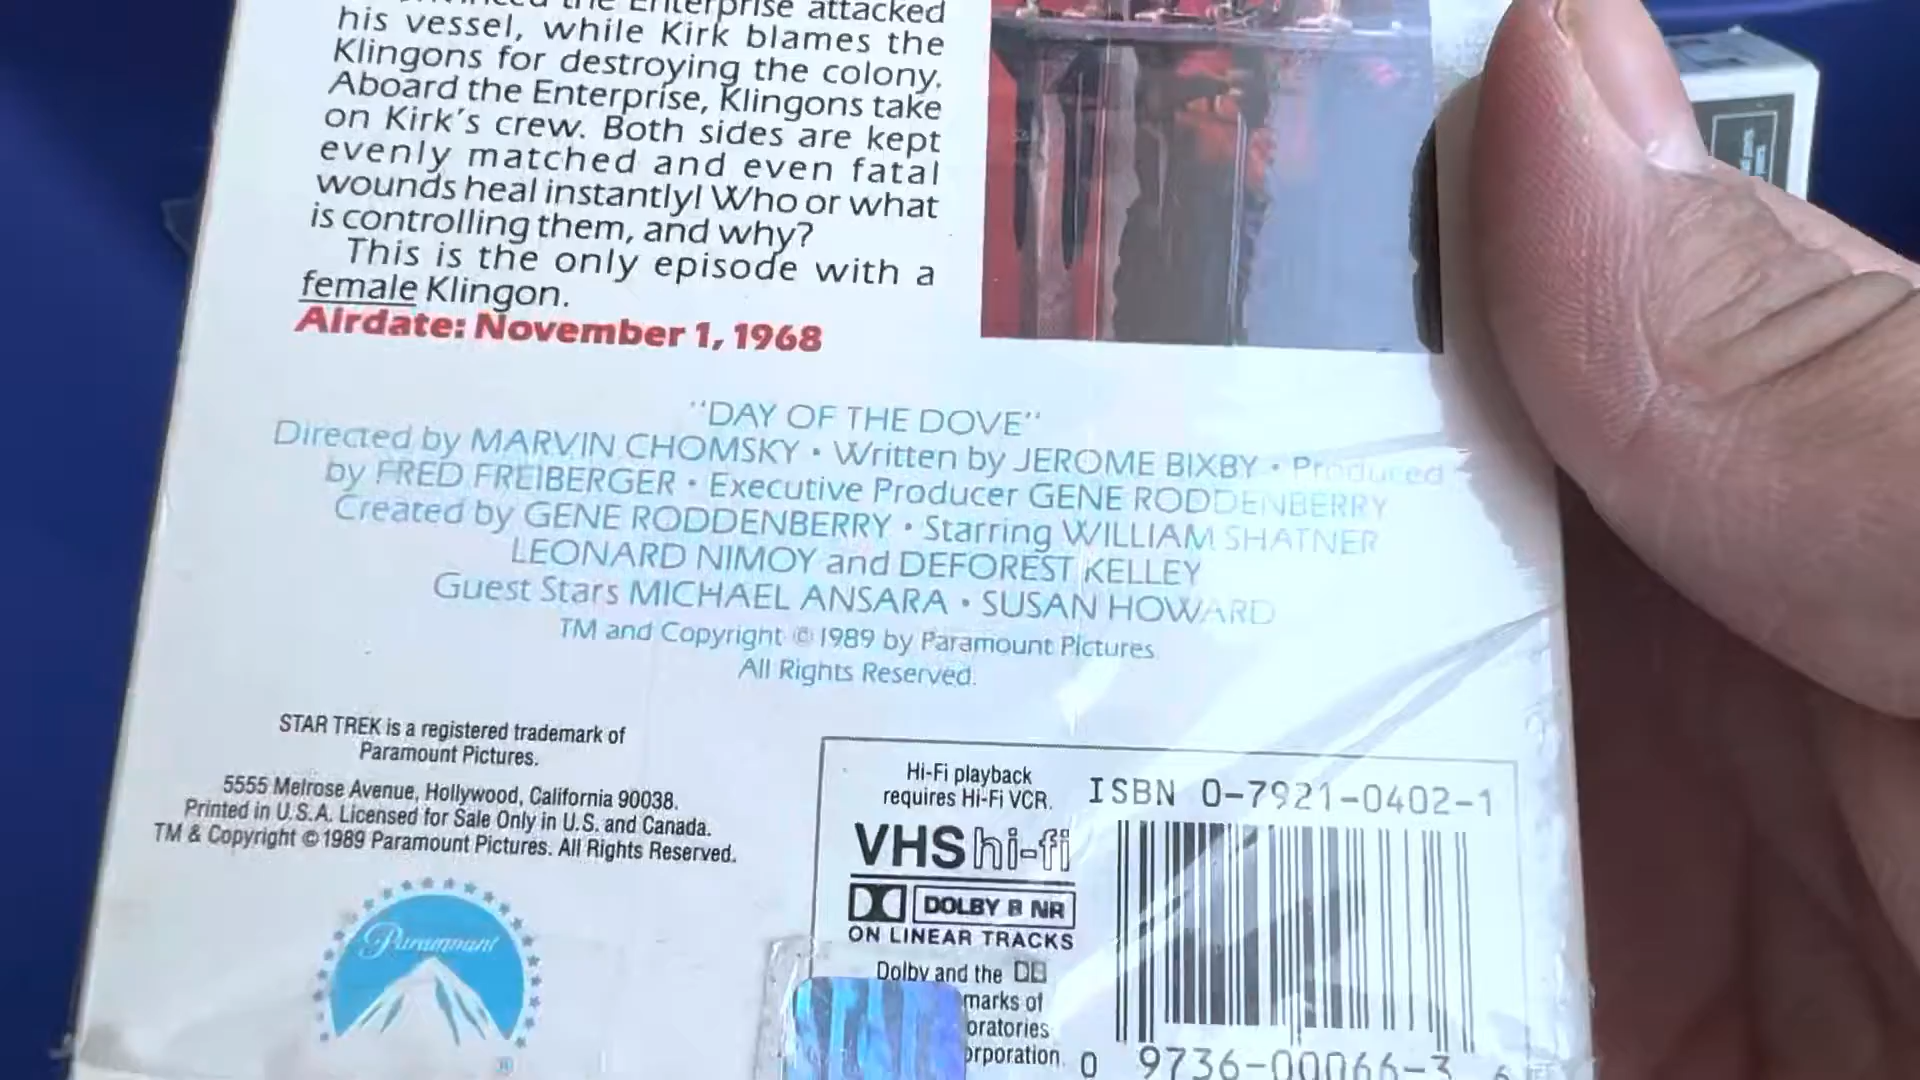 the Enterprise attacked
his vessel, while Kirk blames the
Klingons for destroying the colony.
Aboard the Enterprise, Klingons take
on Kirk's crew. Both sides are kept
evenly matched and even fatal
wounds heal instantly! Who or what
is controlling them, and why?
This is the only episode with a
female Klingon.
Airdate: November 1, 1968
"DAY OF THE DOVE"
Directed by MARVIN CHOMSKY • Written by JEROME BIXBY • Produced
by FRED FREIBERGER • Executive Producer GENE RODDENBERRY
Created by GENE RODDENBERRY • Starring WILLIAM SHATNER
LEONARD NIMOY and DEFOREST KELLEY
Guest Stars MICHAEL ANSARA • SUSAN HOWARD
TM and Copyright © 1989 by Paramount Pictures
All Rights Reserved.
STAR TREK is a registered trademark of
Paramount Pictures.
5555 Melrose Avenue, Hollywood, California 90038.
Printed in U.S.A. Licensed for Sale Only in U.S. and Canada.
TM & Copyright © 1989 Paramount Pictures. All Rights Reserved.
Paramount
®
Hi-Fi playback
requires Hi-Fi VCR.
VHS hi-fi
DOLBY B NR
ON LINEAR TRACKS
Dolby and the
marks of
oratories
orporation.
ISBN 0-7921-0402-1
0 9736-00066-3 6